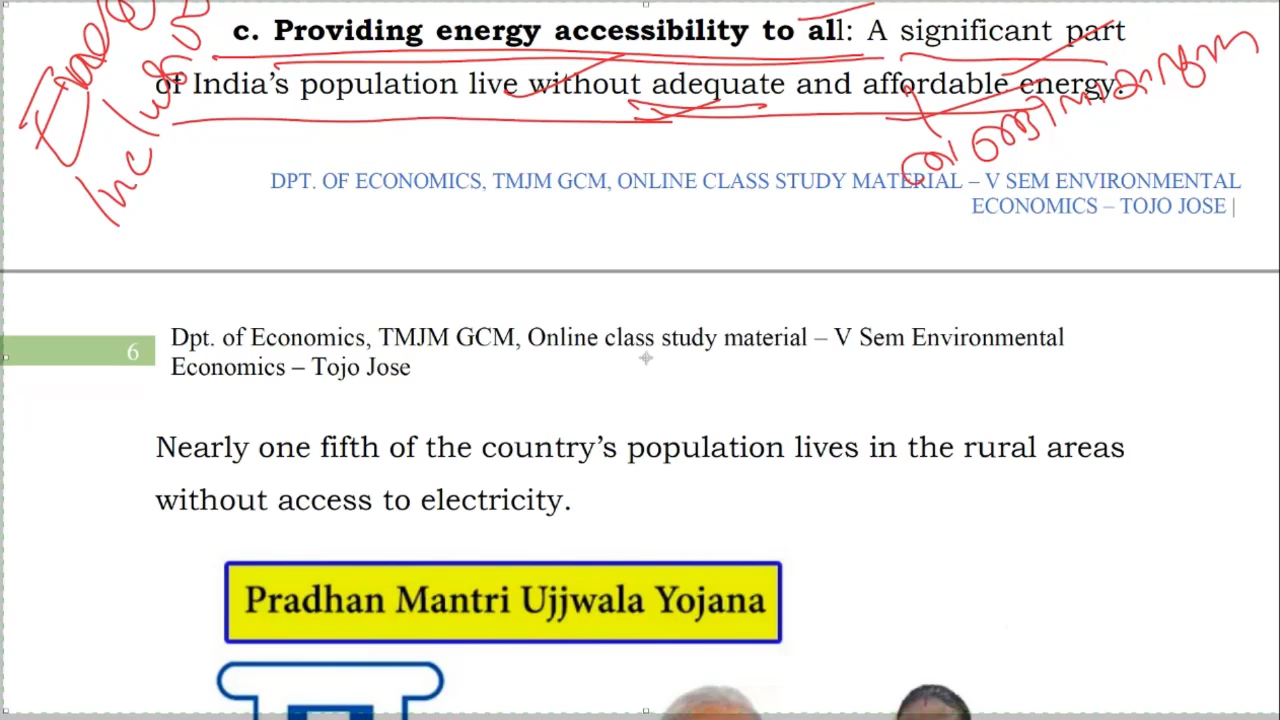 c. Providing energy accessibility to all: A significant part
of India’s population live without adequate and affordable energy.
Inclusion
DPT. OF ECONOMICS, TMJM GCM, ONLINE CLASS STUDY MATERIAL – V SEM ENVIRONMENTAL
ECONOMICS – TOJO JOSE |
6
Dpt. of Economics, TMJM GCM, Online class study material – V Sem Environmental
Economics – Tojo Jose
Nearly one fifth of the country’s population lives in the rural areas
without access to electricity.
Pradhan Mantri Ujjwala Yojana